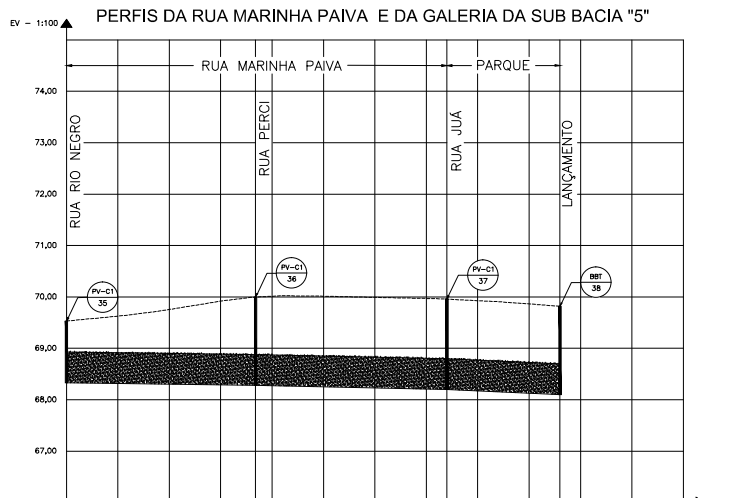 PERFIS DA RUA MARINHA PAIVA E DA GALERIA DA SUB BACIA "5"
EV - 1:100
RUA MARINHA PAIVA
PARQUE
74,00
73,00
72,00
71,00
70,00
69,00
68,00
67,00
RUA RIO NEGRO
RUA PERCI
RUA JUÁ
LANÇAMENTO
PV-C1
35
PV-C1
36
PV-C1
37
BBT
38